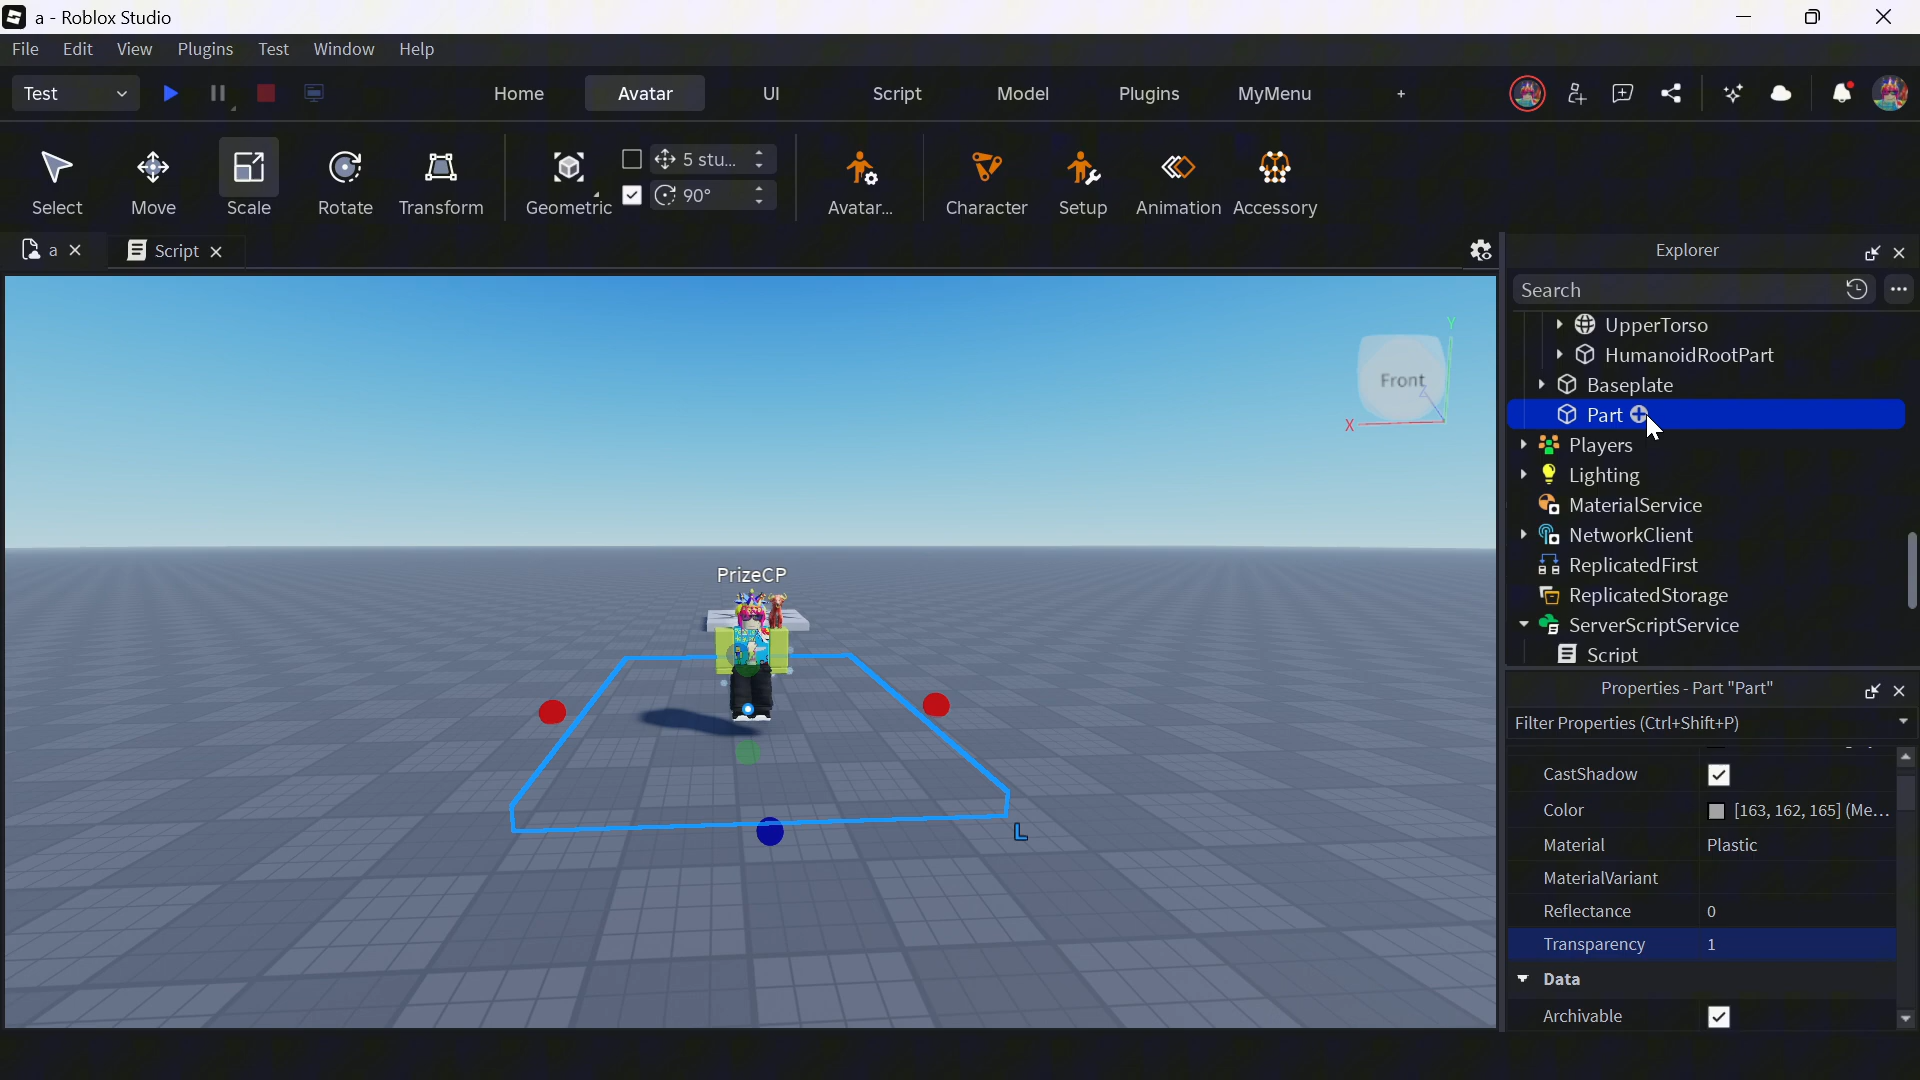 a - Roblox Studio
File Edit View Plugins Test Window Help
Test Home Avatar UI Script Model Plugins MyMenu +
5 stu...
90°
Select Move Scale Rotate Transform Geometric Avatar... Character Setup Animation Accessory
a Script
Explorer
Search
UpperTorso
HumanoidRootPart
Baseplate
Part
Players
Lighting
MaterialService
NetworkClient
ReplicatedFirst
ReplicatedStorage
ServerScriptService
Script
Y
Front
Z
X
PrizeCP
L
Properties - Part "Part"
Filter Properties (Ctrl+Shift+P)
CastShadow
Color [163, 162, 165] (Me...
Material Plastic
MaterialVariant
Reflectance 0
Transparency 1
Data
Archivable